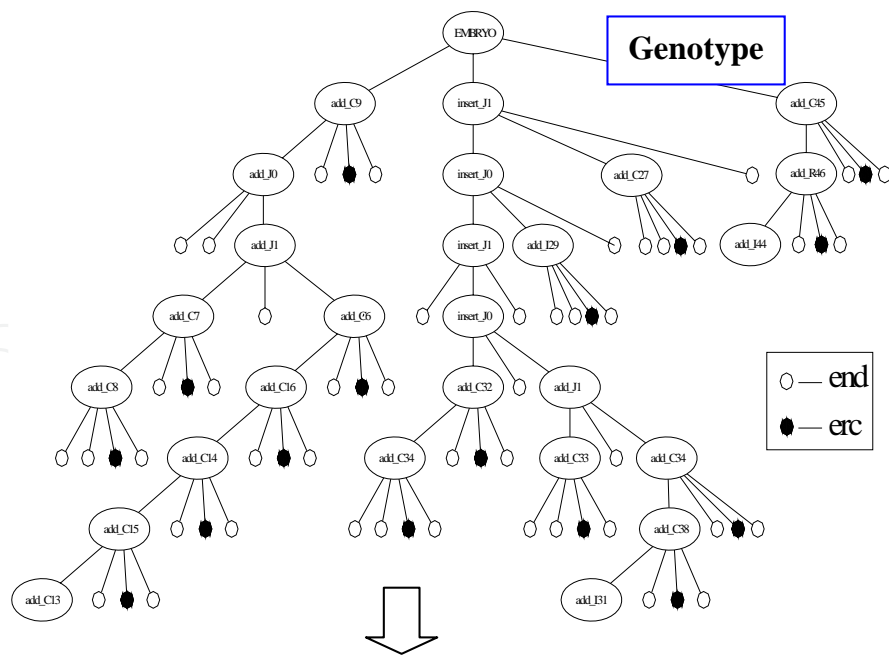 EMBRYO
Genotype
add_C9
insert_J1
add_C45
add_J0
insert_J0
add_C27
add_R46
add_J1
insert_J1
add_I29
add_I44
add_C7
add_C6
insert_J0
add_C8
add_C16
add_C32
add_J1
end
erc
add_C14
add_C34
add_C33
add_C34
add_C15
add_C38
add_C13
add_I31